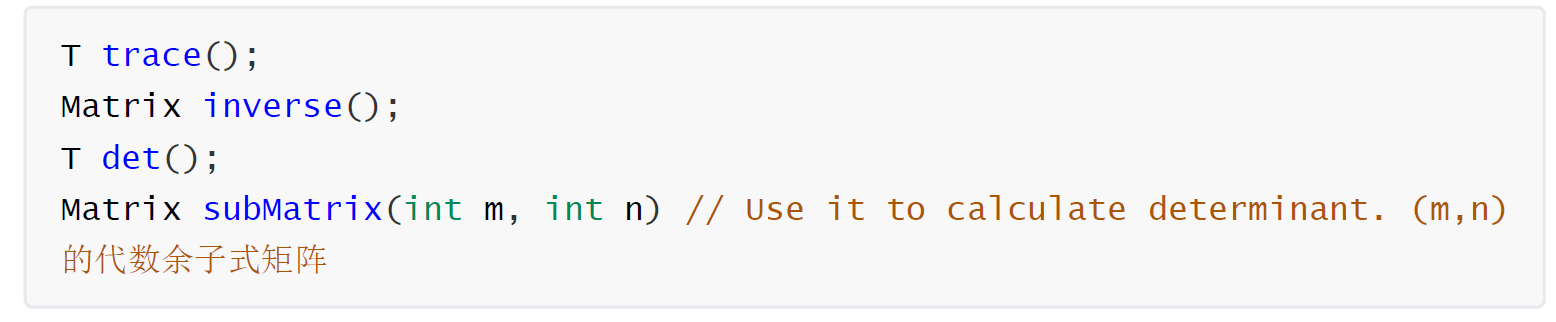 T trace();
Matrix inverse();
T det();
Matrix subMatrix(int m, int n) // Use it to calculate determinant. (m,n)
的代数余子式矩阵